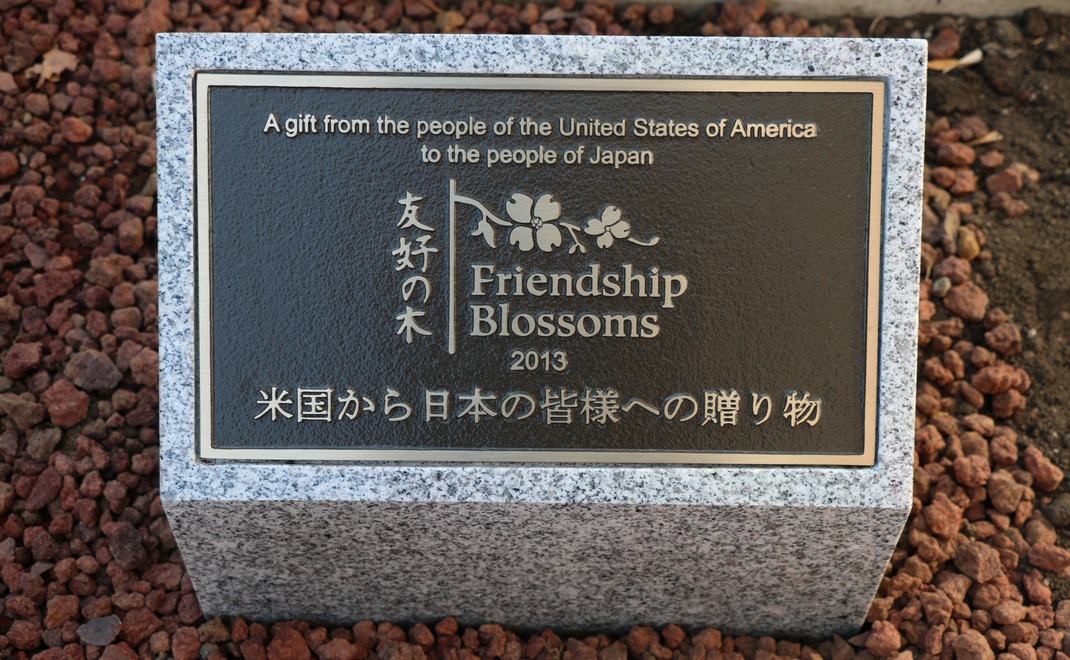 A gift from the people of the United States of America
to the people of Japan
友好の木
Friendship
Blossoms
2013
米国から日本の皆様への贈り物